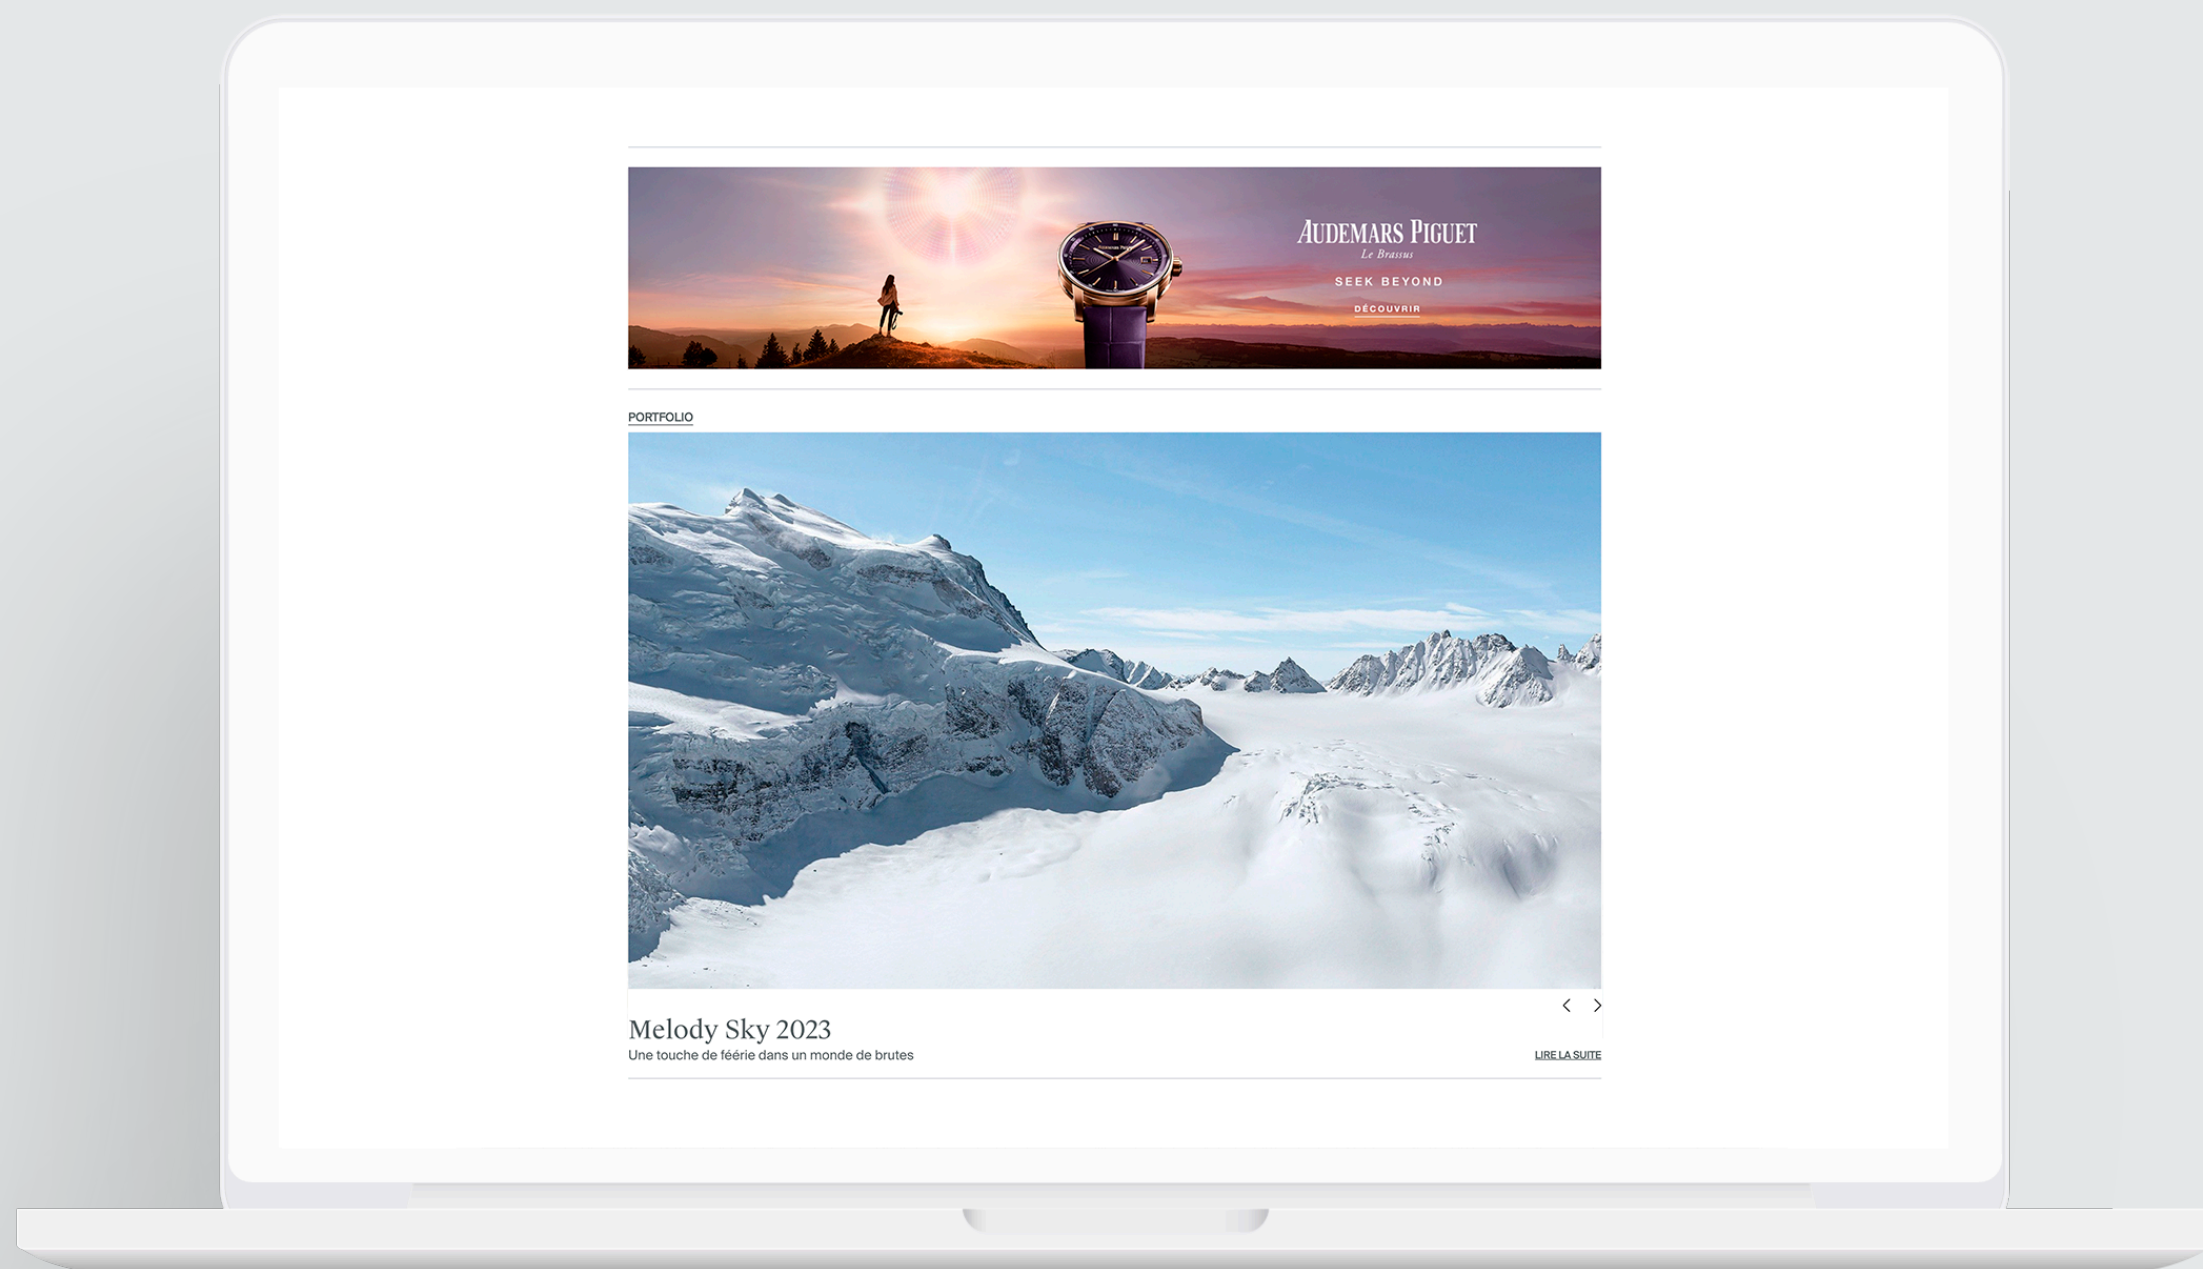 AUDEMARS PIGUET
Le Brassus
SEEK BEYOND
DÉCOUVRIR
PORTFOLIO
Melody Sky 2023
Une touche de féérie dans un monde de brutes
LIRE LA SUITE